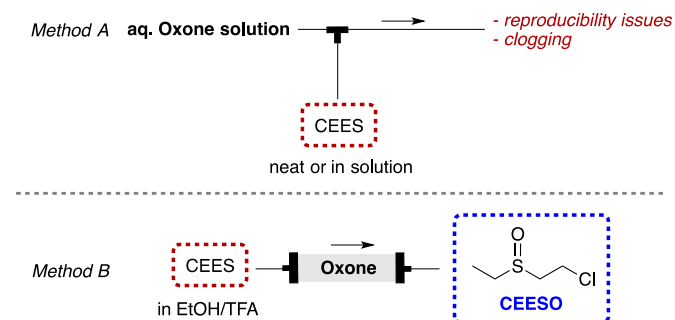 Method A aq. Oxone solution
- reproducibility issues
- clogging
CEES
neat or in solution
Method B CEES Oxone
in EtOH/TFA
O
S
Cl
CEESO